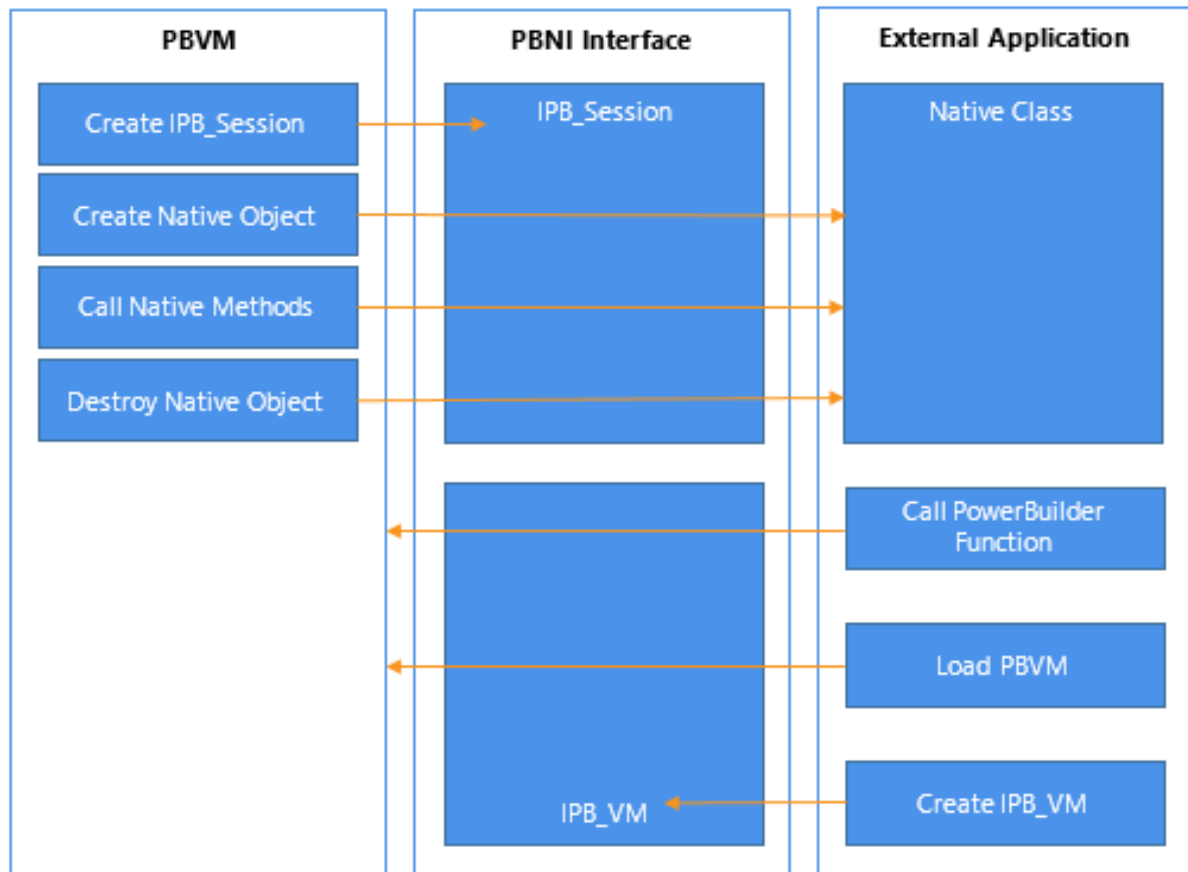 PBVM
Create IPB_Session
Create Native Object
Call Native Methods
Destroy Native Object
PBNI Interface
IPB_Session
IPB_VM
External Application
Native Class
Call PowerBuilder
Function
Load PBVM
Create IPB_VM